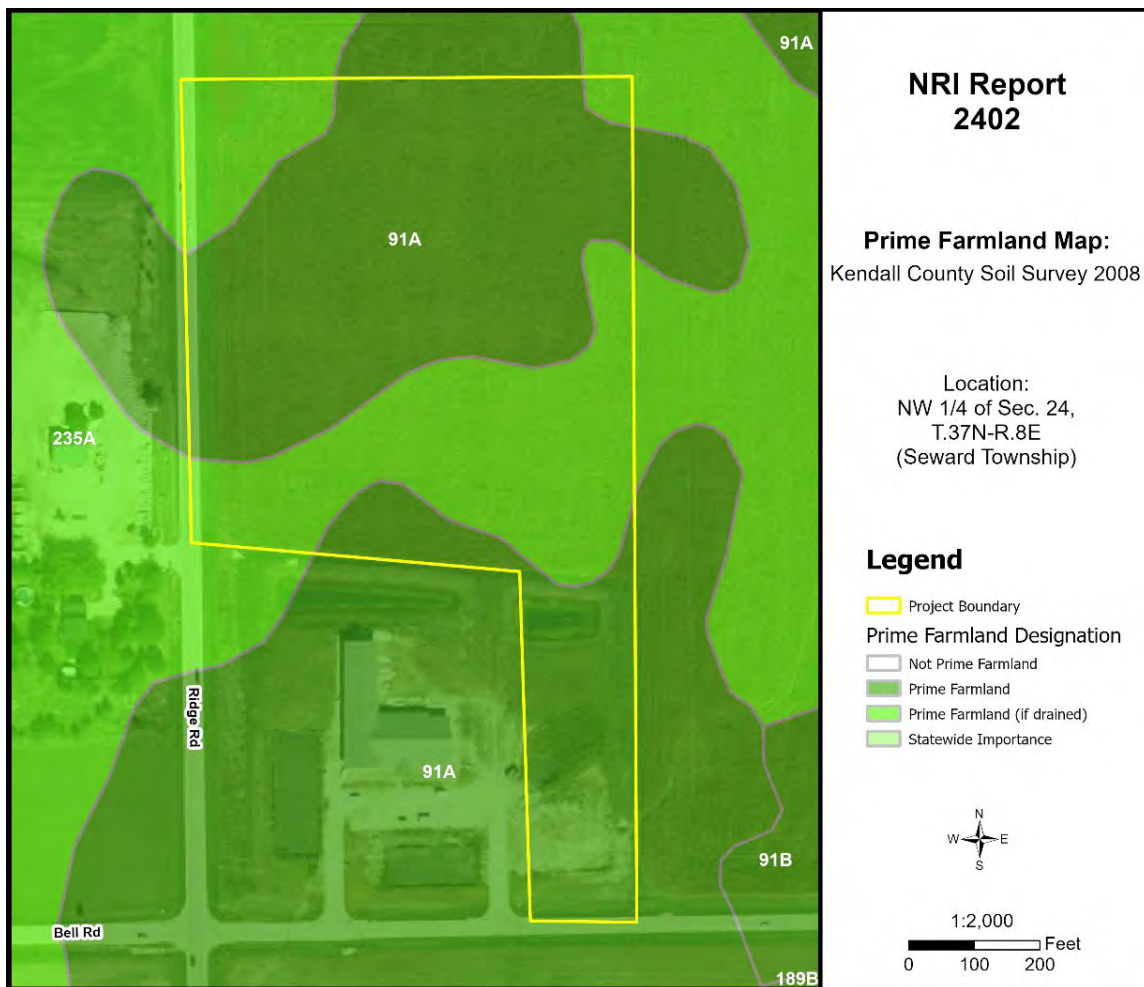 91A
91A
235A
Ridge Rd
91A
91B
Bell Rd
189B
NRI Report
2402
Prime Farmland Map:
Kendall County Soil Survey 2008
Location:
NW 1/4 of Sec. 24,
T.37N-R.8E
(Seward Township)
Legend
Project Boundary
Prime Farmland Designation
Not Prime Farmland
Prime Farmland
Prime Farmland (if drained)
Statewide Importance
N
W E
S
1:2,000
Feet
0 100 200